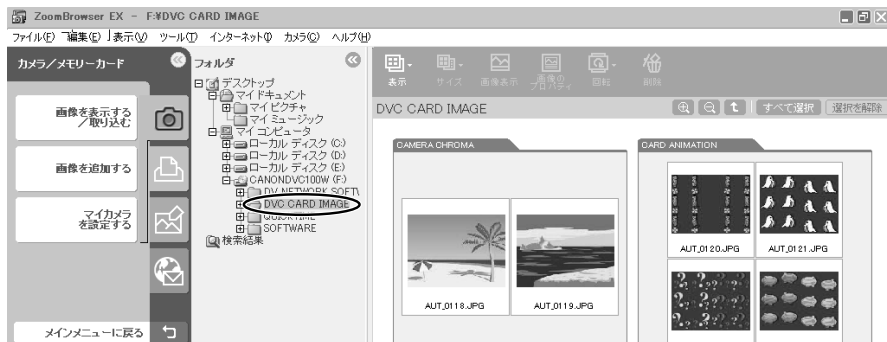 ZoomBrowser EX - F:¥DVC CARD IMAGE
ファイル(F) 編集(E) 表示(V) ツール(T) インターネット(I) カメラ(C) ヘルプ(H)
カメラ／メモリーカード
画像を表示する
／取り込む
画像を追加する
マイカメラ
を設定する
メインメニューに戻る
フォルダ
デスクトップ
マイ ドキュメント
マイ ピクチャ
マイ ミュージック
マイ コンピュータ
ローカル ディスク (C:)
ローカル ディスク (D:)
ローカル ディスク (E:)
CANONDVC100W (F:)
DV NETWORK SOFT
DVC CARD IMAGE
QUICKTIME
SOFTWARE
検索結果
表示 サイズ 画像表示 画像のプロパティ 回転 削除
DVC CARD IMAGE
すべて選択 選択を解除
CAMERA CHROMA
AUT_0118.JPG AUT_0119.JPG
CARD ANIMATION
AUT_0120.JPG AUT_0121.JPG